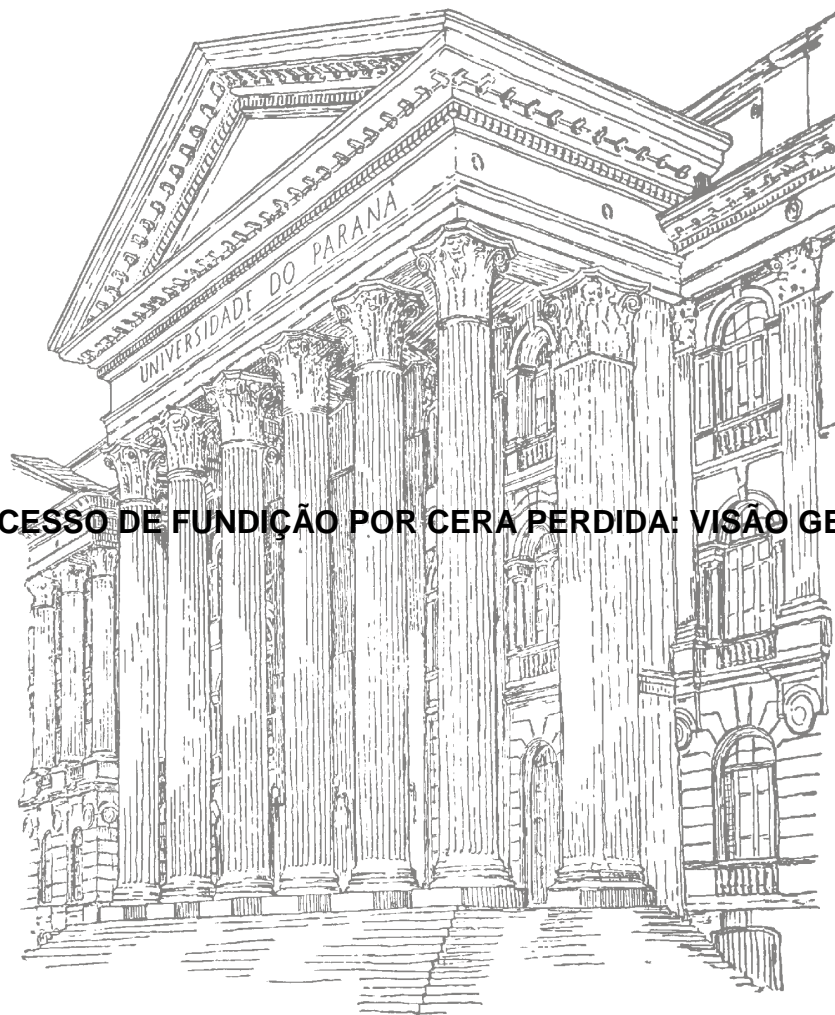 UNIVERSIDADE DO PARANÁ
CESSO DE FUNDIÇÃO POR CERA PERDIDA: VISÃO GE